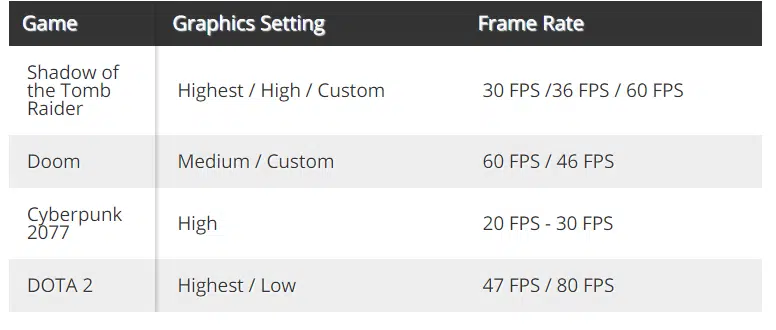 Game Graphics Setting Frame Rate
Shadow of
the Tomb
Raider
Highest / High / Custom
30 FPS /36 FPS / 60 FPS
Doom Medium / Custom 60 FPS / 46 FPS
Cyberpunk
2077
High
20 FPS - 30 FPS
DOTA 2 Highest / Low 47 FPS / 80 FPS